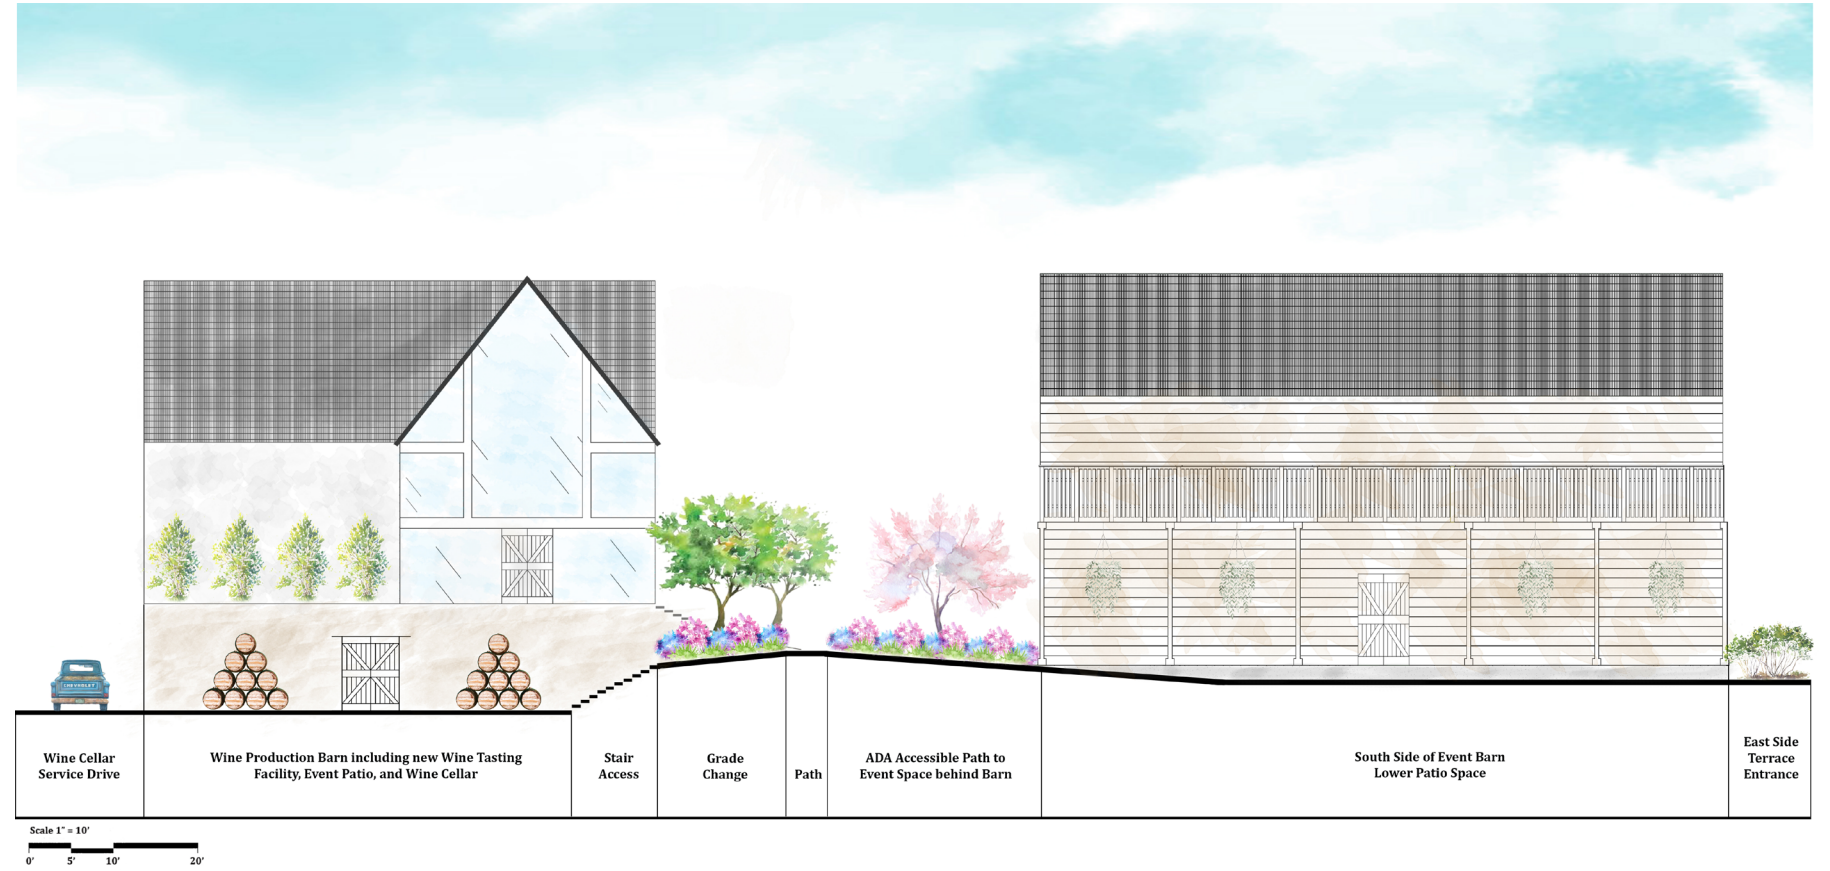 CHEVROLET
Wine Cellar
Service Drive
Wine Production Barn including new Wine Tasting
Facility, Event Patio, and Wine Cellar
Stair
Access
Grade
Change
Path
ADA Accessible Path to
Event Space behind Barn
South Side of Event Barn
Lower Patio Space
East Side
Terrace
Entrance
Scale 1" = 10'
0' 5' 10' 20'